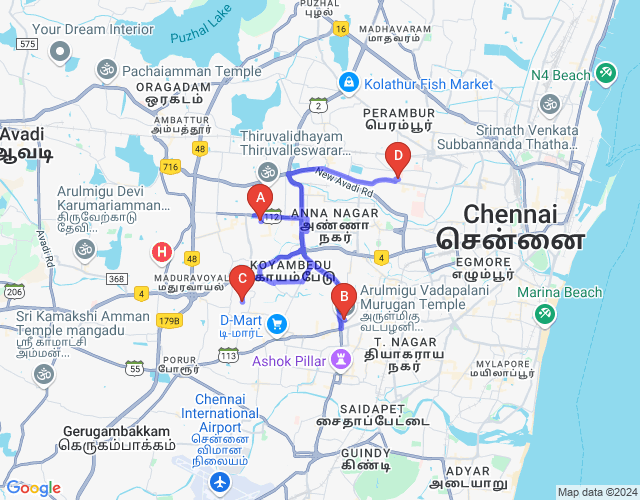 PUZHAL
புழல்
Puzhal Lake
MADHAVARAM
மாதவரம்
Your Dream Interior
575
16
Pachaiamman Temple
N4 Beach
ORAGADAM
ஒரகடம்
Kolathur Fish Market
2
PERAMBUR
பெரம்பூர்
AMBATTUR
அம்பத்தூர்
Avadi
ஆவடி
48
Thiruvalidhayam
Thiruvalleeswarar...
Srimath Venkata
Subbannanda Thatha...
716
D
New Avadi Rd
Arulmigu Devi
Karumariamman...
கிருவேற்காடு
தேவி...
A
112
ANNA NAGAR
அண்ணா
நகர்
Chennai
சென்னை
Avadi Rd
H
48
4
EGMORE
எழும்பூர்
KOYAMBEDU
கோயம்பேடு
MADURAVOYAL
மதுரவாயல்
C
4
B
Arulmigu Vadapalani
Murugan Temple
அருள்மிகு
வடபழனி...
Marina Beach
Sri Kamakshi Amman
Temple mangadu
ஸ்ரீ காமாட்சி
அம்மன்...
179B
D-Mart
டி-மார்ட்
T. NAGAR
தியாகராய
நகர்
PORUR
போரூர்
113
55
Ashok Pillar
MYLAPORE
மயிலாப்பூர்
Chennai
International
Airport
சென்னை
விமான
நிலையம்
SAIDAPET
சைதாப்பேட்டை
Gerugambakkam
கெருகம்பாக்கம்
GUINDY
கிண்டி
ADYAR
அடையாறு
Google
Map data ©2024